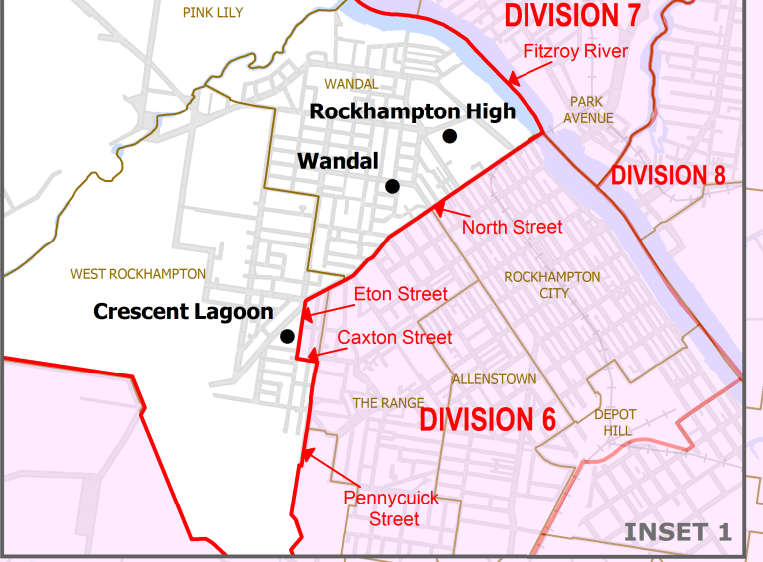 PINK LILY
DIVISION 7
Fitzroy River
WANDAL
PARK
AVENUE
Rockhampton High
Wandal
DIVISION 8
North Street
WEST ROCKHAMPTON
ROCKHAMPTON
CITY
Eton Street
Crescent Lagoon
Caxton Street
ALLENSTOWN
THE RANGE
DIVISION 6
DEPOT
HILL
Pennycuick
Street
INSET 1